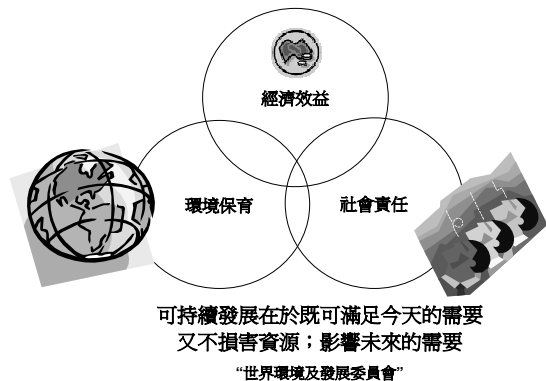 經濟效益
環境保育
社會責任
可持續發展在於既可滿足今天的需要
又不損害資源；影響未來的需要
“世界環境及發展委員會”